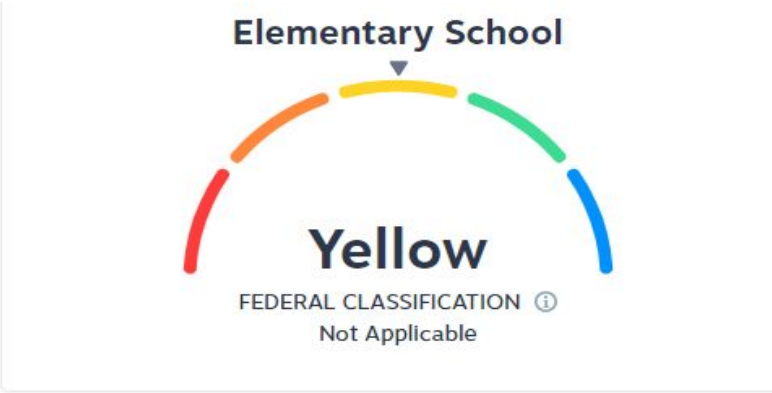 Elementary School
Yellow
FEDERAL CLASSIFICATION ⓘ
Not Applicable